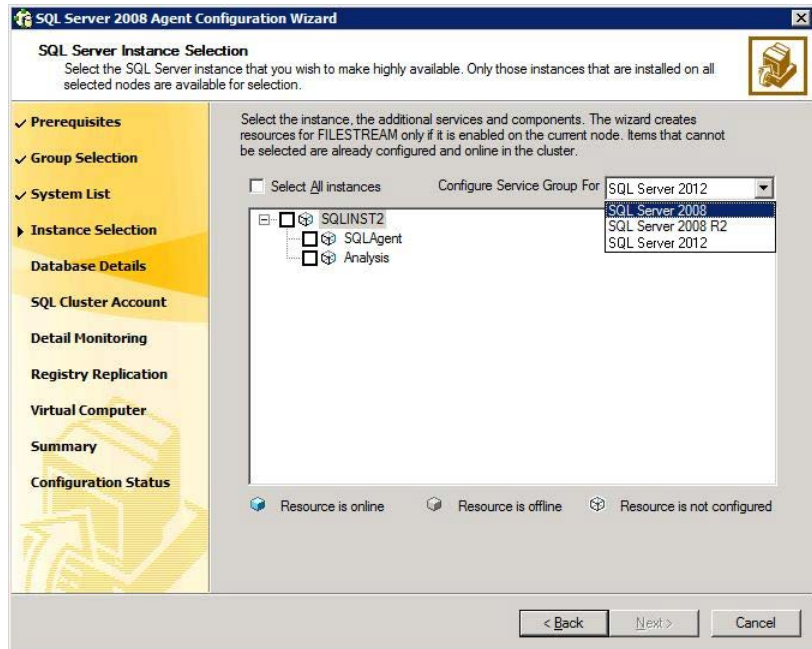 SQL Server 2008 Agent Configuration Wizard
SQL Server Instance Selection
Select the SQL Server instance that you wish to make highly available. Only those instances that are installed on all
selected nodes are available for selection.
Prerequisites
Group Selection
System List
Instance Selection
Database Details
SQL Cluster Account
Detail Monitoring
Registry Replication
Virtual Computer
Summary
Configuration Status
Select the instance, the additional services and components. The wizard creates
resources for FILESTREAM only if it is enabled on the current node. Items that cannot
be selected are already configured and online in the cluster.
Select All instances
Configure Service Group For
SQL Server 2012
SQL Server 2008
SQL Server 2008 R2
SQL Server 2012
SQLINST2
SQLAgent
Analysis
Resource is online
Resource is offline
Resource is not configured
< Back
Next >
Cancel